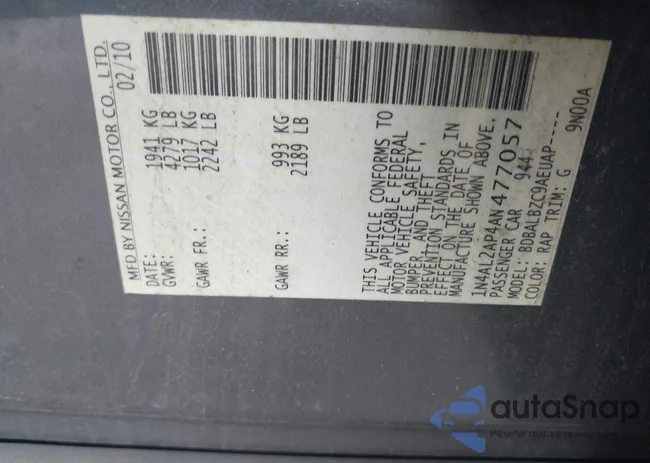 MFD BY NISSAN MOTOR CO., LTD.
DATE: 02/10
GVWR: 1941 KG
4279 LB
GAWR FR.: 1017 KG
2242 LB
GAWR RR.: 993 KG
2189 LB
THIS VEHICLE CONFORMS TO
ALL APPLICABLE FEDERAL
MOTOR VEHICLE SAFETY,
BUMPER, AND THEFT
PREVENTION STANDARDS IN
EFFECT ON THE DATE OF
MANUFACTURE SHOWN ABOVE.
1N4AL2AP4AN477057
PASSENGER CAR 944
MODEL: BDBALBZC9AEUAP----
COLOR: RAP TRIM: G 9N00A
autoSnap